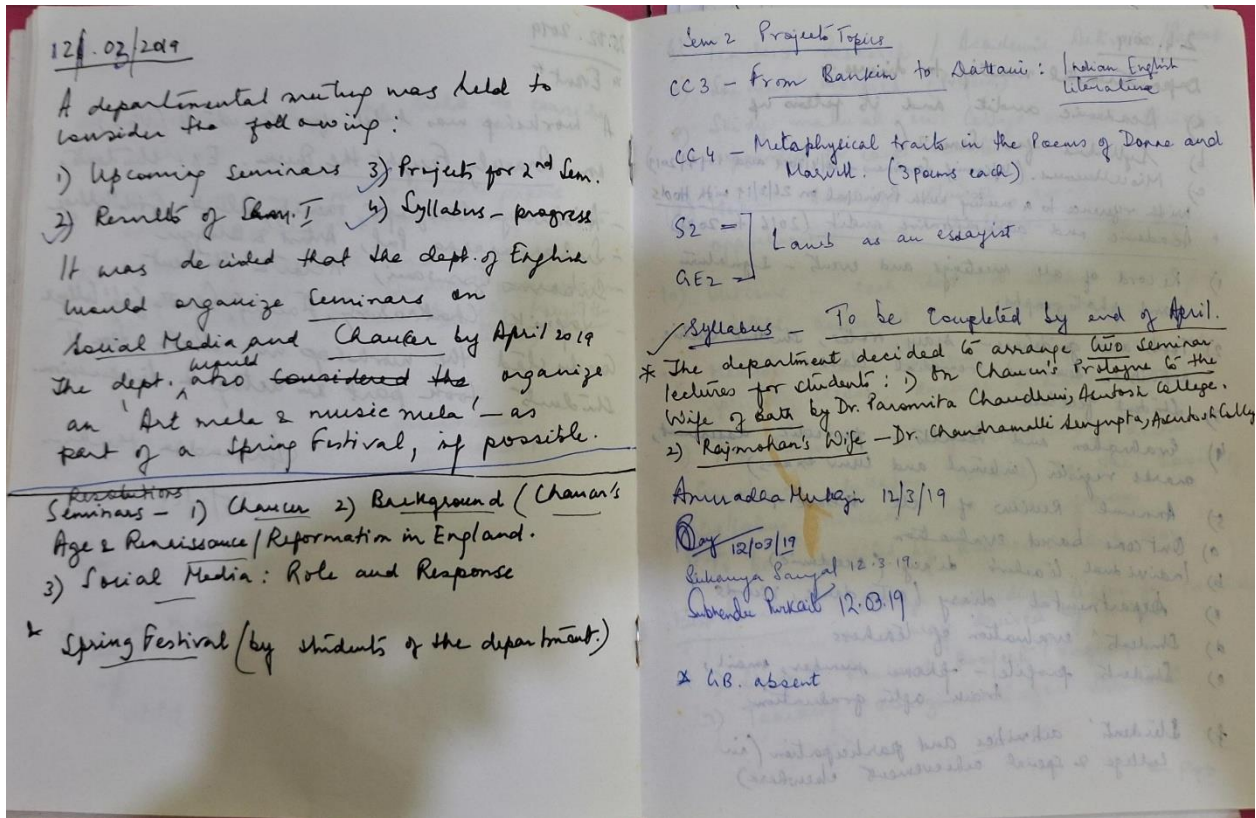 12/.03/2019
A departmental meeting was held to
consider the following:
1) Upcoming Seminars 3) Projects for 2nd Sem.
2) Results of Sem. I 4) Syllabus – progress
It was decided that the dept. of English
would organize Seminars on
Social Media and Chaucer by April 2019
The dept. would also considered the organize
an 'Art mela & music mela' – as
part of a Spring Festival, if possible.
Resolutions
Seminars – 1) Chaucer 2) Background (Chaucer's
Age & Renaissance/Reformation in England.
3) Social Media: Role and Response
* Spring Festival (by students of the department.)
Sem 2 Projects Topics
CC3 – From Bankim to Dattani: Indian English
Literature
CC4 – Metaphysical traits in the Poems of Donne and
Marvell. (3 poems each).
S2 =
GE2 =
Lamb as an essayist
Syllabus – To be Completed by end of April.
* The department decided to arrange two seminar
lectures for students: 1) On Chaucer's Prologue to the
Wife of Bath by Dr. Paromita Chaudhuri, Asutosh College.
2) Rajmohan's Wife – Dr. Chandramalli Sengupta, Asutosh College
Anuradha Mukherji 12/3/19
Roy 12/03/19
Sukanya Sanyal 12.3.19
Subhendu Purkait 12.03.19
* GB. absent